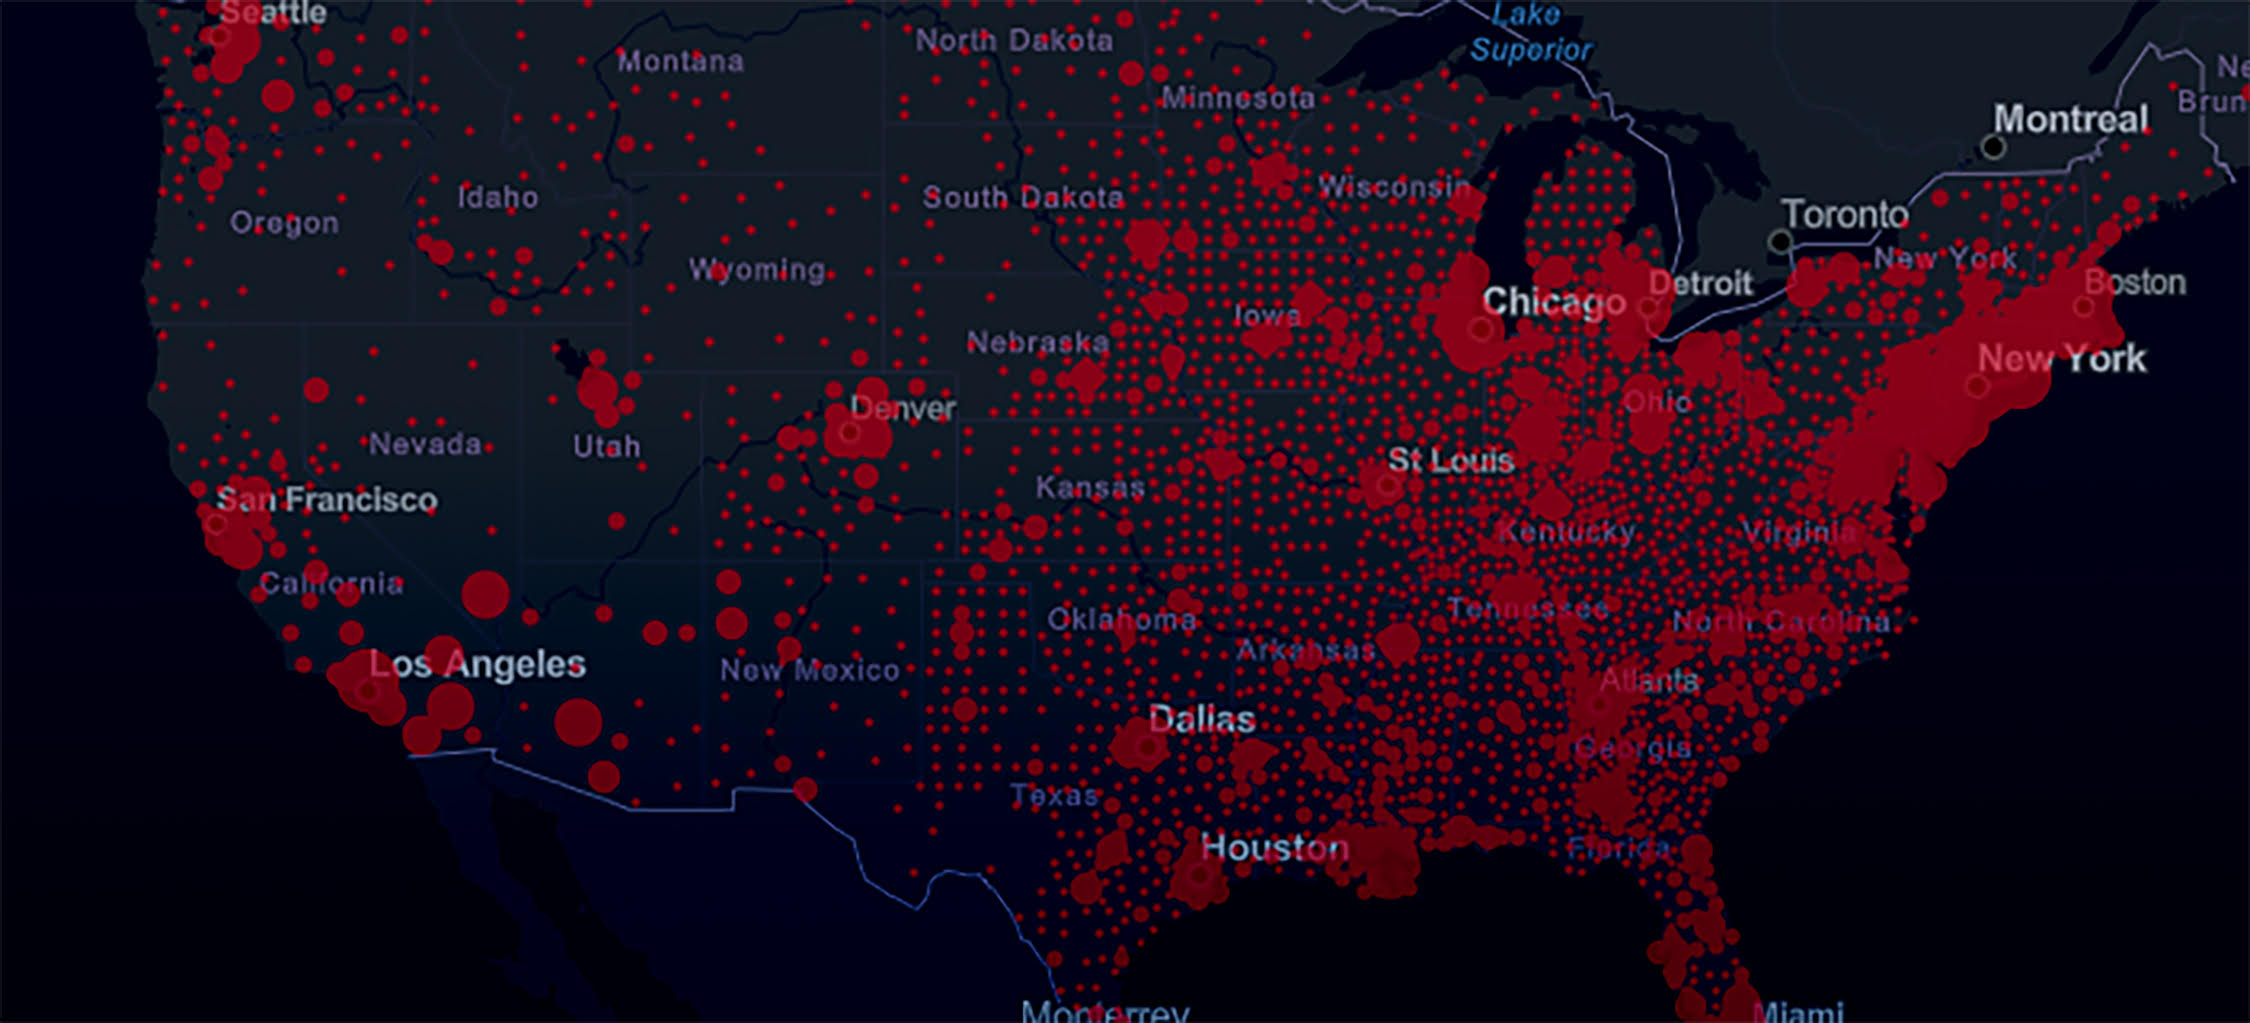 Seattle
Montana
North Dakota
Lake
Superior
Minnesota
Ne
Brun
Montreal
Idaho
Oregon
South Dakota
Wisconsin
Toronto
Wyoming
New York
Detroit
Boston
Chicago
Iowa
Nebraska
New York
Denver
Ohio
Nevada
Utah
St Louis
Kansas
San Francisco
Kentucky
Virginia
California
Tennessee
Oklahoma
North Carolina
Arkansas
Los Angeles
New Mexico
Atlanta
Dallas
Georgia
Texas
Houston
Florida
Monterrey
Miami